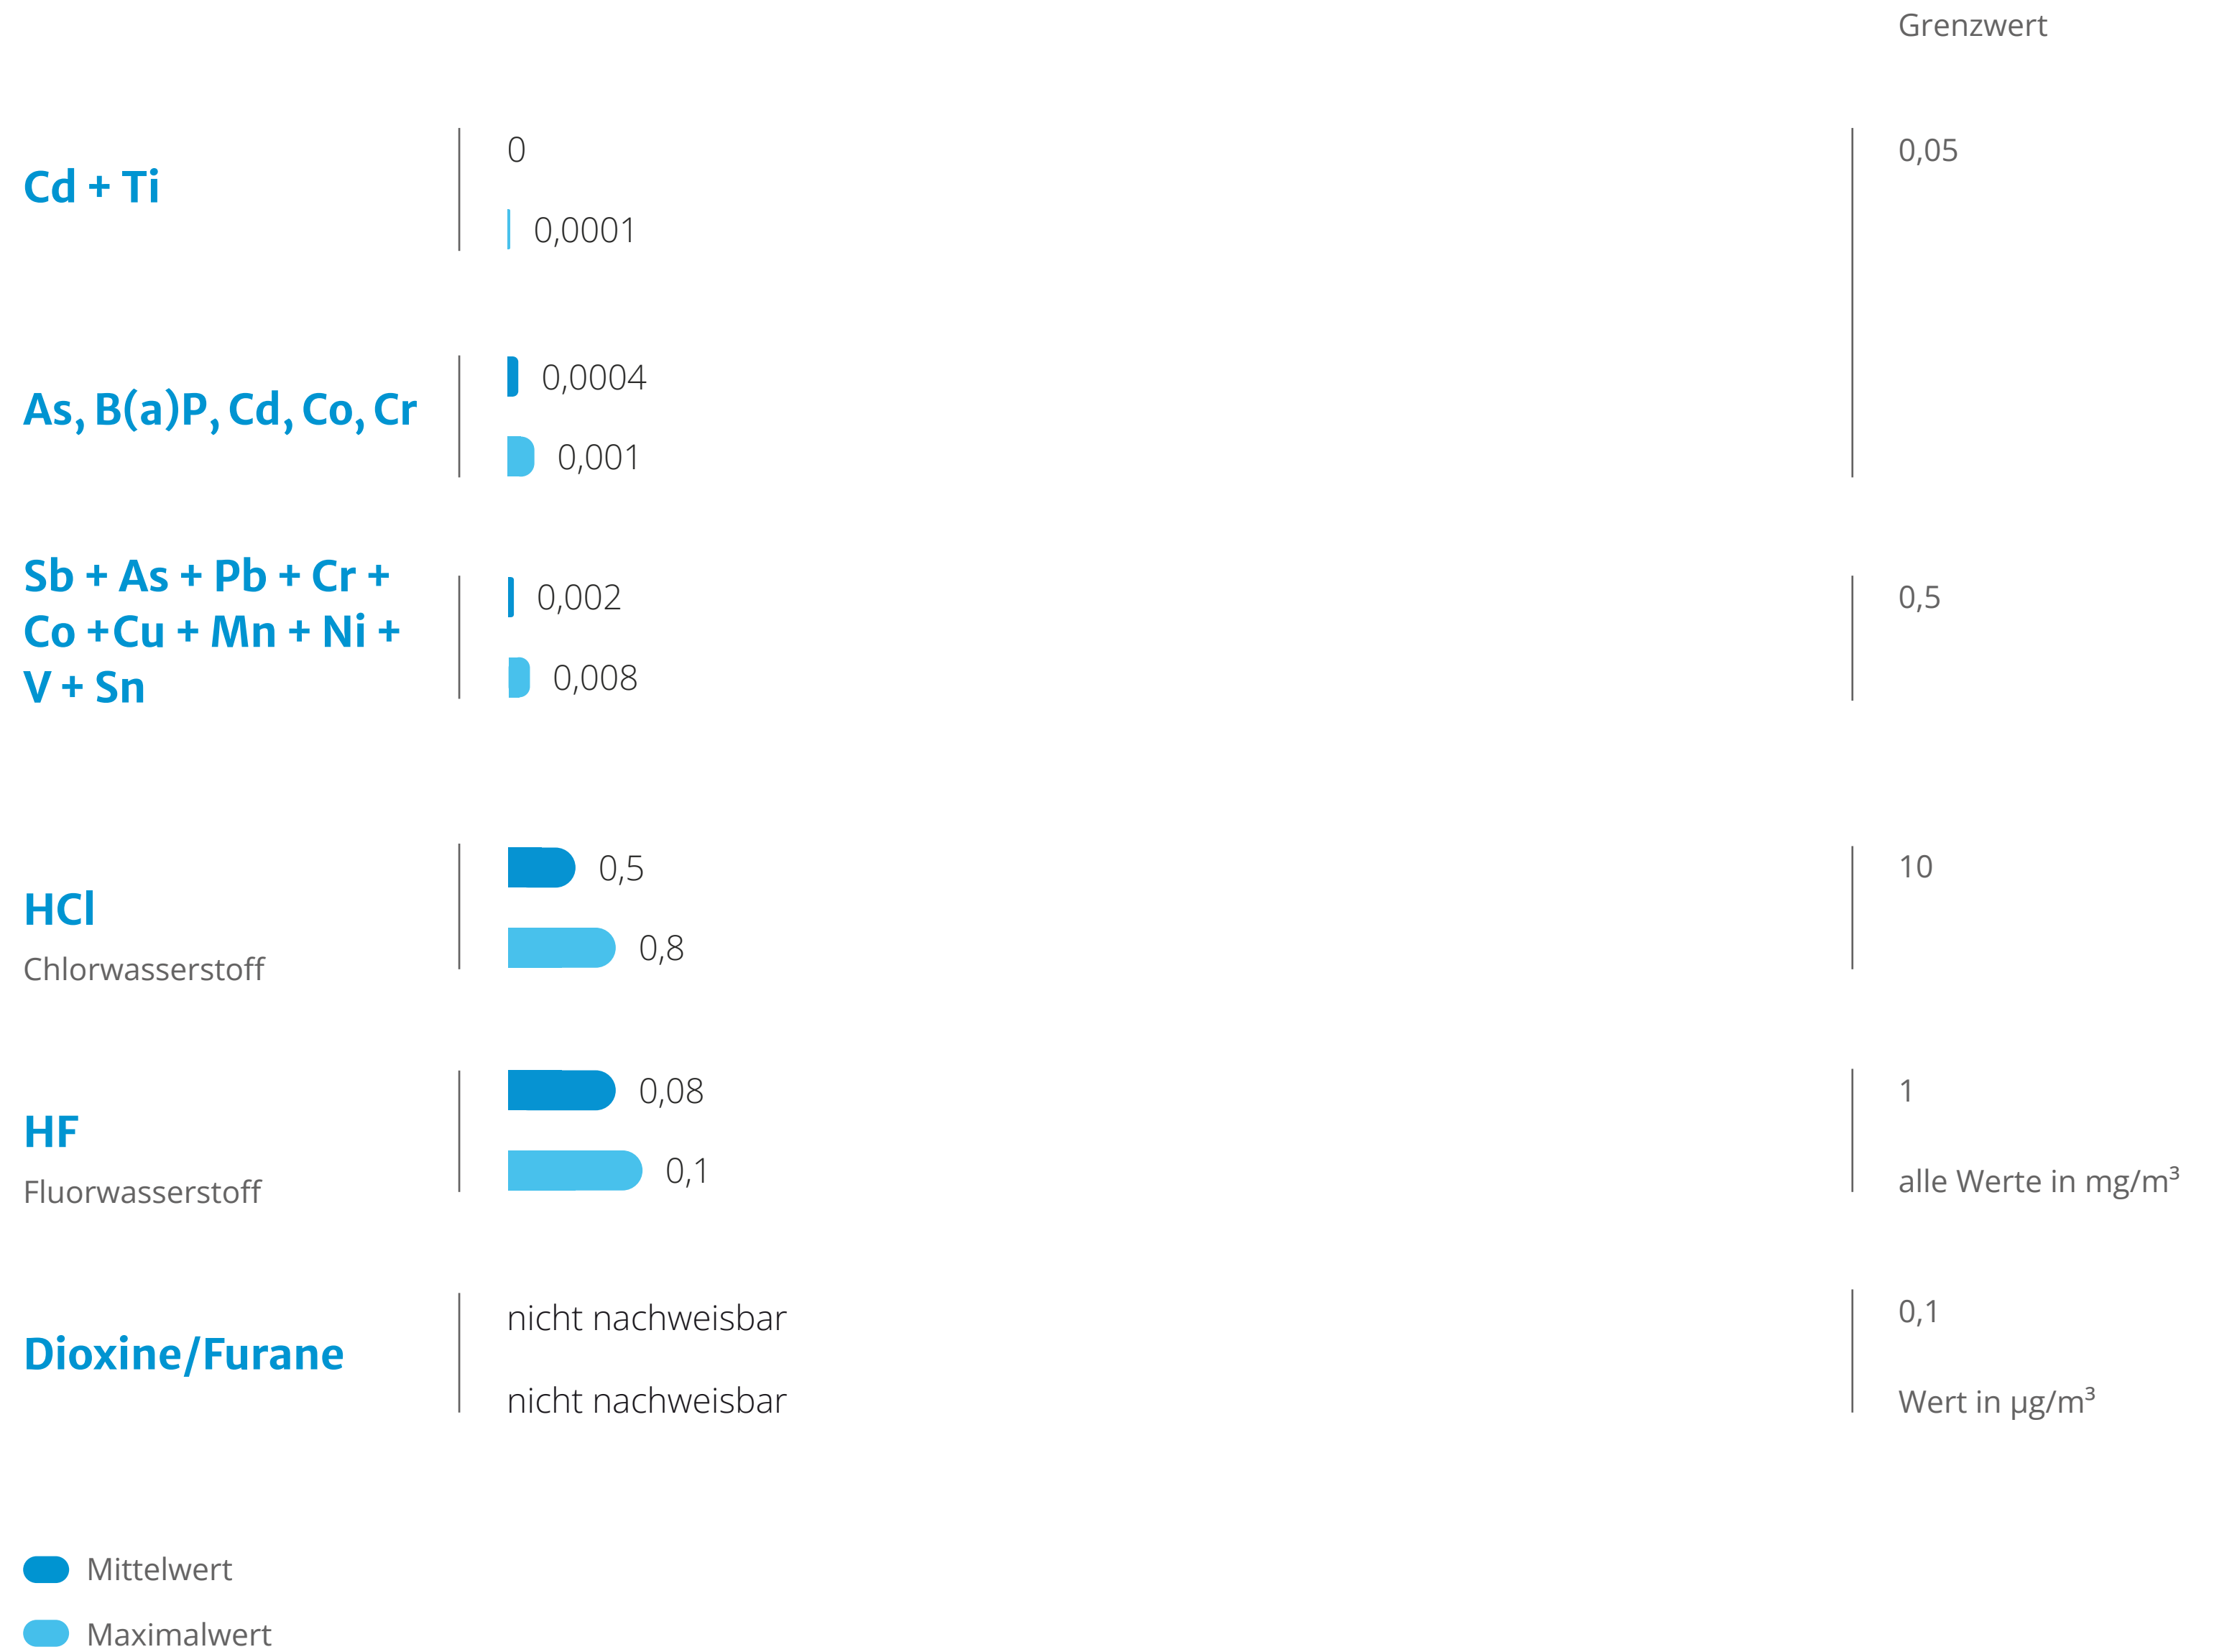 Grenzwert
Cd + Ti
0
0,0001
0,05
As, B(a)P, Cd, Co, Cr
0,0004
0,001
Sb + As + Pb + Cr +
Co +Cu + Mn + Ni +
V + Sn
0,002
0,008
0,5
HCl
Chlorwasserstoff
0,5
0,8
10
HF
Fluorwasserstoff
0,08
0,1
1
alle Werte in mg/m³
Dioxine/Furane
nicht nachweisbar
nicht nachweisbar
0,1
Wert in µg/m³
Mittelwert
Maximalwert